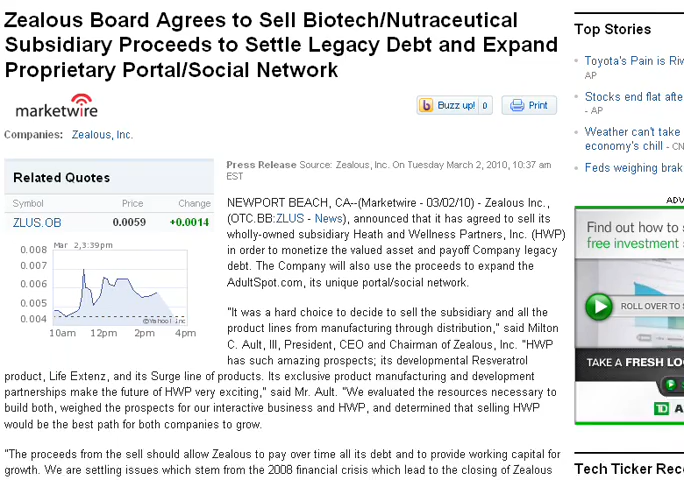 Zealous Board Agrees to Sell Biotech/Nutraceutical
Subsidiary Proceeds to Settle Legacy Debt and Expand
Proprietary Portal/Social Network
marketwire
Buzz up! 0
Print
Companies: Zealous, Inc.
Related Quotes
Symbol Price Change
ZLUS.OB 0.0059 +0.0014
Mar 2,3:39pm
0.008
0.007
0.006
0.005
0.004
©Yahoo! Inc
10am 12pm 2pm 4pm
Press Release Source: Zealous, Inc. On Tuesday March 2, 2010, 10:37 am
EST
NEWPORT BEACH, CA--(Marketwire - 03/02/10) - Zealous Inc.,
(OTC.BB:ZLUS - News), announced that it has agreed to sell its
wholly-owned subsidiary Heath and Wellness Partners, Inc. (HWP)
in order to monetize the valued asset and payoff Company legacy
debt. The Company will also use the proceeds to expand the
AdultSpot.com, its unique portal/social network.
"It was a hard choice to decide to sell the subsidiary and all the
product lines from manufacturing through distribution," said Milton
C. Ault, III, President, CEO and Chairman of Zealous, Inc. "HWP
has such amazing prospects; its developmental Resveratrol
product, Life Extenz, and its Surge line of products. Its exclusive product manufacturing and development
partnerships make the future of HWP very exciting," said Mr. Ault. "We evaluated the resources necessary to
build both, weighed the prospects for our interactive business and HWP, and determined that selling HWP
would be the best path for both companies to grow.
"The proceeds from the sell should allow Zealous to pay over time all its debt and to provide working capital for
growth. We are settling issues which stem from the 2008 financial crisis which lead to the closing of Zealous
Top Stories
Toyota's Pain is
AP
Stocks end flat
- AP
Weather can't take
economy's chill -
Feds weighing
Find out how to
free investment
ROLL OVER TO
TAKE A FRESH
TD
Tech Ticker